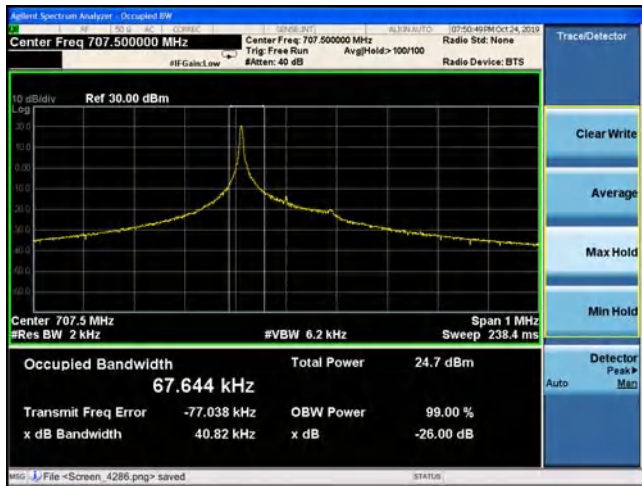 Agilent Spectrum Analyzer - Occupied BW
RF 50 Ω AC CORREC SENSE:INT ALIGN AUTO 07:50:49 PM Oct 24, 2019
Center Freq 707.500000 MHz
Center Freq: 707.500000 MHz
Radio Std: None
Trig: Free Run Avg|Hold:> 100/100
#IFGain:Low #Atten: 40 dB Radio Device: BTS
Trace/Detector
10 dB/div Ref 30.00 dBm
Log
20.0
10.0
0.00
Clear Write
Average
Max Hold
Min Hold
Center 707.5 MHz Span 1 MHz
#Res BW 2 kHz #VBW 6.2 kHz Sweep 238.4 ms
Detector
Peak▶
Auto Man
Occupied Bandwidth Total Power 24.7 dBm
67.644 kHz
Transmit Freq Error -77.038 kHz OBW Power 99.00 %
x dB Bandwidth 40.82 kHz x dB -26.00 dB
MSG File <Screen_4286.png> saved STATUS